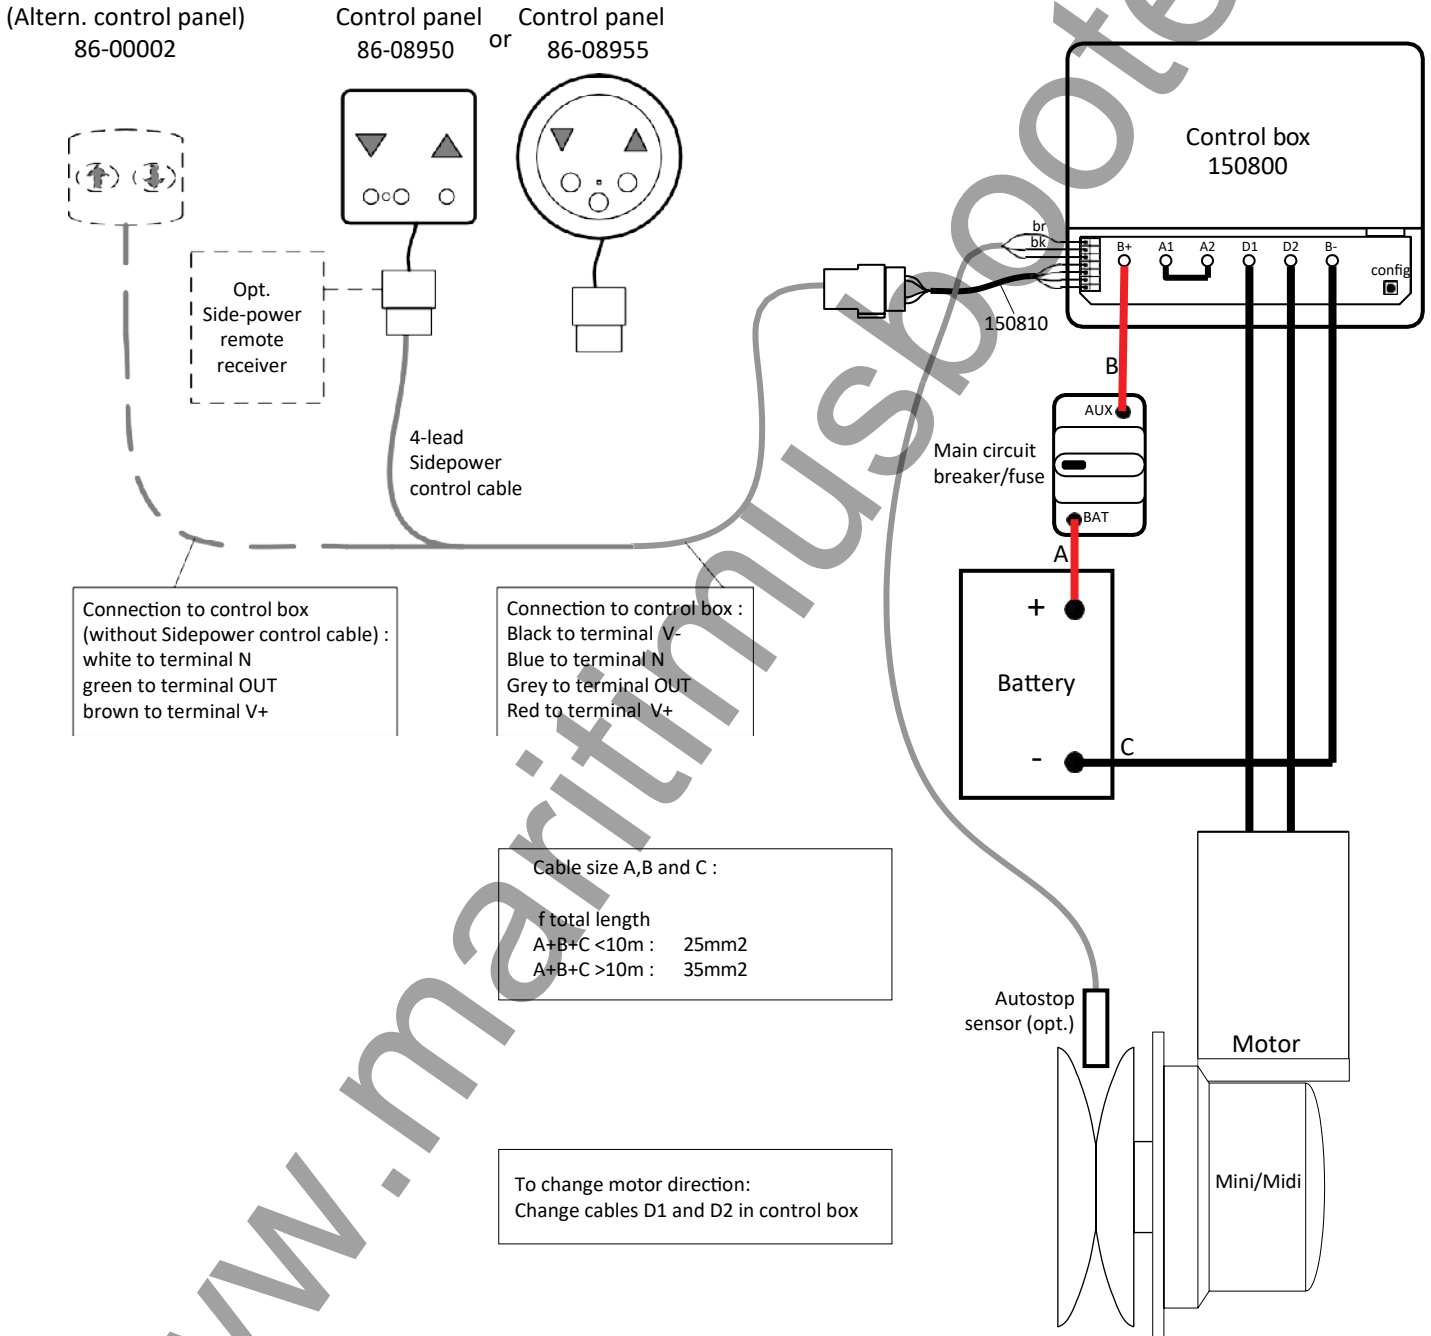 (Altern. control panel)
86-00002
Control panel
86-08950
or
Control panel
86-08955
Control box
150800
br
bk
B+
A1
A2
D1
D2
B-
config
150810
Opt.
Side-power
remote
receiver
4-lead
Sidepower
control cable
B
AUX
Main circuit
breaker/fuse
BAT
A
+
Battery
-
C
Connection to control box
(without Sidepower control cable) :
white to terminal N
green to terminal OUT
brown to terminal V+
Connection to control box :
Black to terminal V-
Blue to terminal N
Grey to terminal OUT
Red to terminal V+
Cable size A,B and C :
f total length
A+B+C <10m : 25mm2
A+B+C >10m : 35mm2
Autostop
sensor (opt.)
Motor
Mini/Midi
To change motor direction:
Change cables D1 and D2 in control box
www.maritimusbote